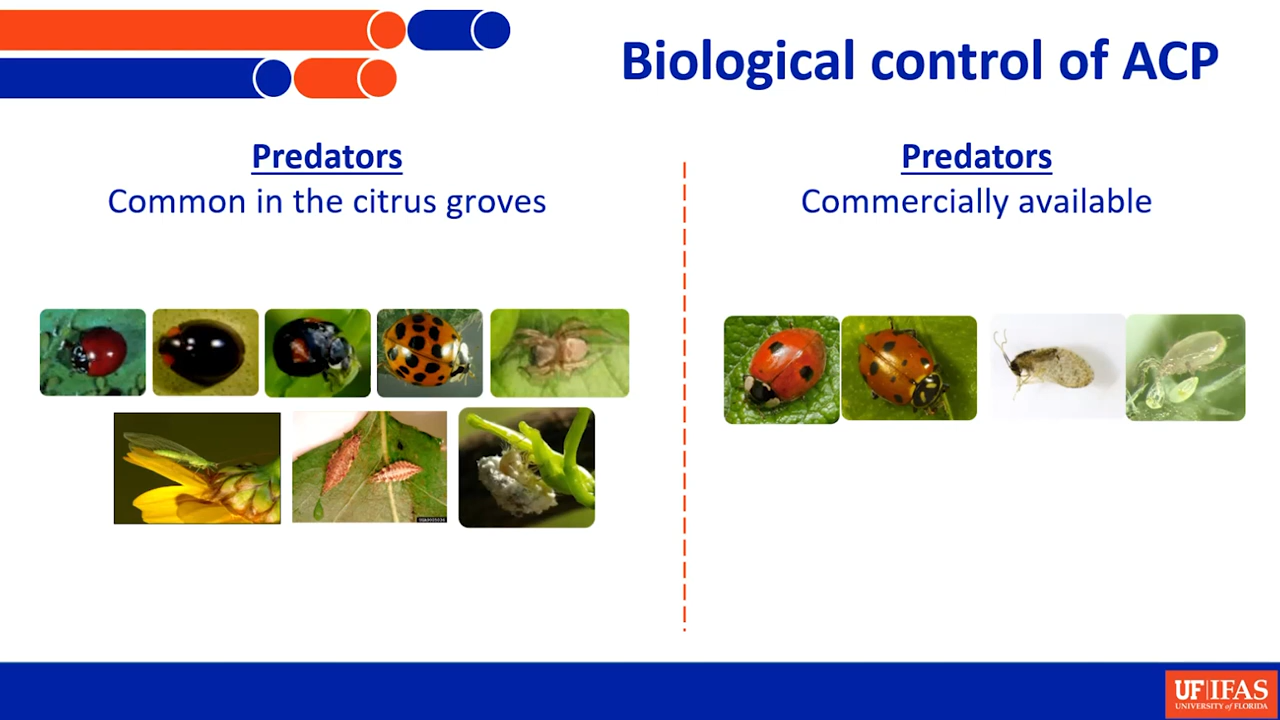 Biological control of ACP
Predators
Common in the citrus groves
Predators
Commercially available
UF|IFAS
UNIVERSITY of FLORIDA